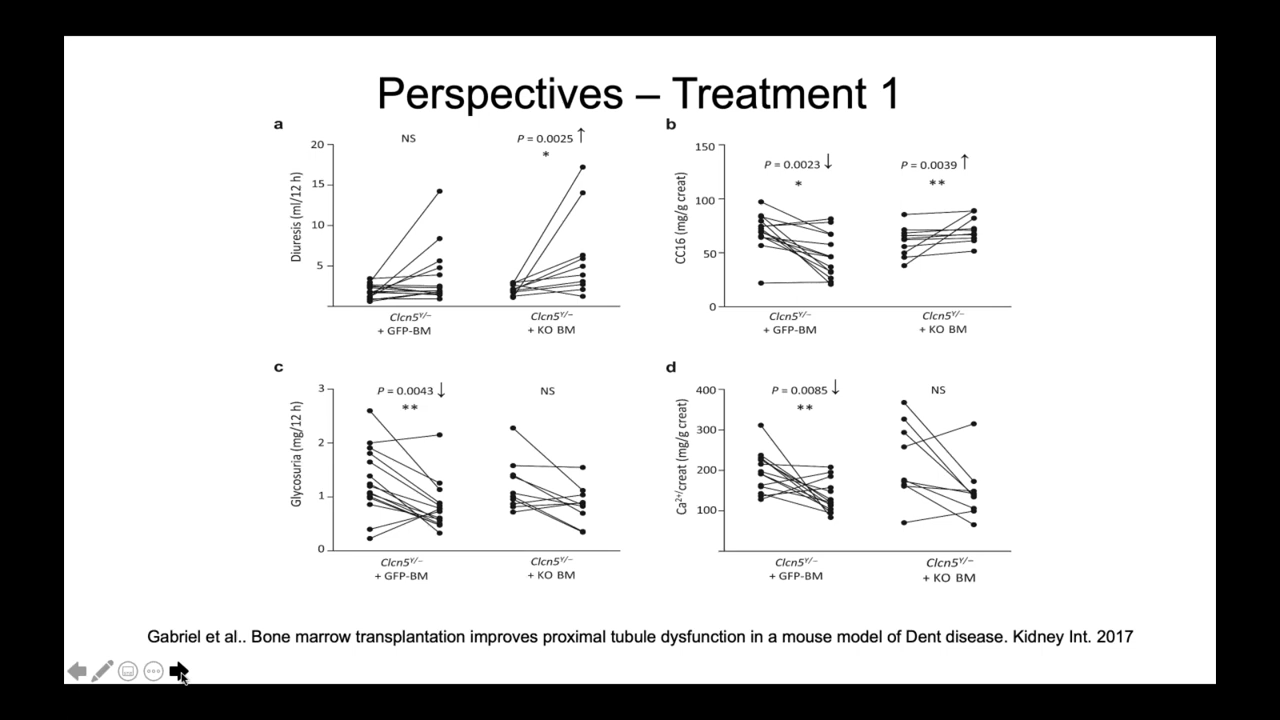 Perspectives – Treatment 1
a
NS
P = 0.0025 ↑
*
20
15
10
5
Diuresis (ml/12 h)
Clcn5Y/–
+ GFP-BM
Clcn5Y/–
+ KO BM
b
P = 0.0023 ↓
*
P = 0.0039 ↑
**
150
100
50
0
CC16 (mg/g creat)
Clcn5Y/–
+ GFP-BM
Clcn5Y/–
+ KO BM
c
P = 0.0043 ↓
**
NS
3
2
1
0
Glycosuria (mg/12 h)
Clcn5Y/–
+ GFP-BM
Clcn5Y/–
+ KO BM
d
P = 0.0085 ↓
**
NS
400
300
200
100
Ca2+/creat (mg/g creat)
Clcn5Y/–
+ GFP-BM
Clcn5Y/–
+ KO BM
Gabriel et al.. Bone marrow transplantation improves proximal tubule dysfunction in a mouse model of Dent disease. Kidney Int. 2017